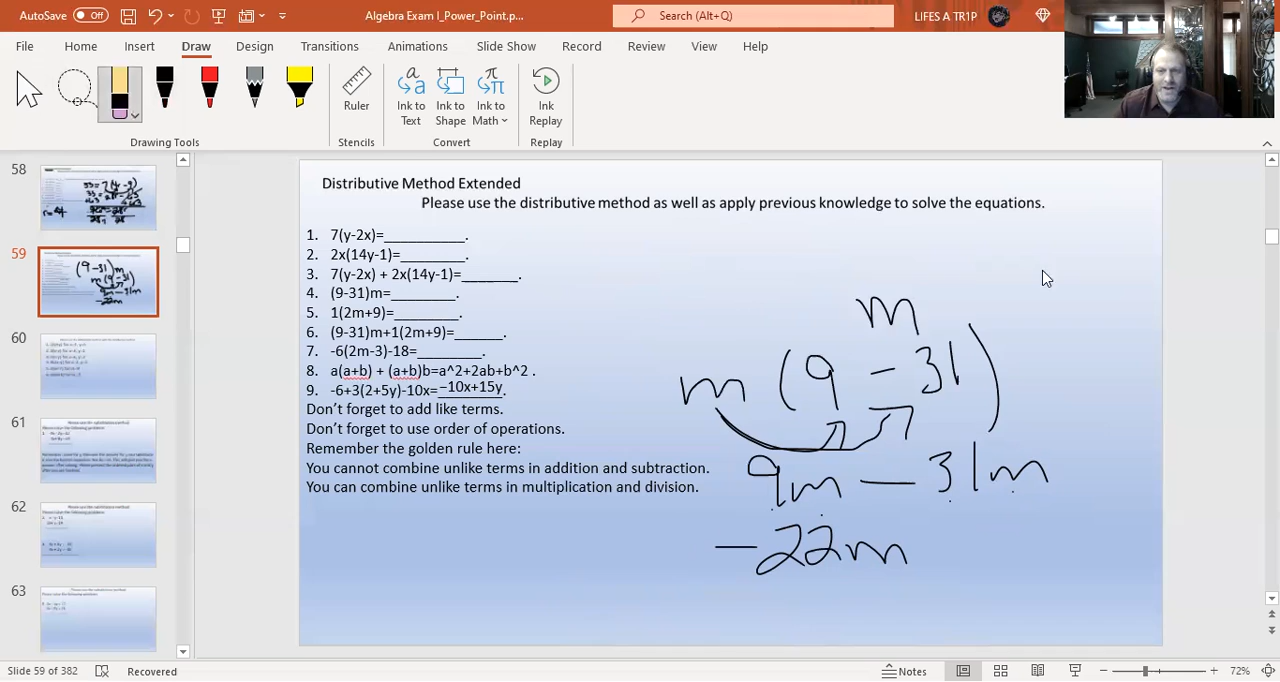 AutoSave Off
Algebra Exam I_Power_Point.p...
Search (Alt+Q)
LIFES A TR1P
File Home Insert Draw Design Transitions Animations Slide Show Record Review View Help
Ruler
Ink to Text
Ink to Shape
Ink to Math
Ink Replay
Drawing Tools Stencils Convert Replay
58
59
60
61
62
63
Distributive Method Extended
Please use the distributive method as well as apply previous knowledge to solve the equations.
1. 7(y-2x)=__________.
2. 2x(14y-1)=________.
3. 7(y-2x) + 2x(14y-1)=_______.
4. (9-31)m=________.
5. 1(2m+9)=________.
6. (9-31)m+1(2m+9)=______.
7. -6(2m-3)-18=________.
8. a(a+b) + (a+b)b=a^2+2ab+b^2 .
9. -6+3(2+5y)-10x=−10x+15y.
Don't forget to add like terms.
Don't forget to use order of operations.
Remember the golden rule here:
You cannot combine unlike terms in addition and subtraction.
You can combine unlike terms in multiplication and division.
m
m (9 - 31)
9m - 31m
-22m
Slide 59 of 382 Recovered Notes 72%